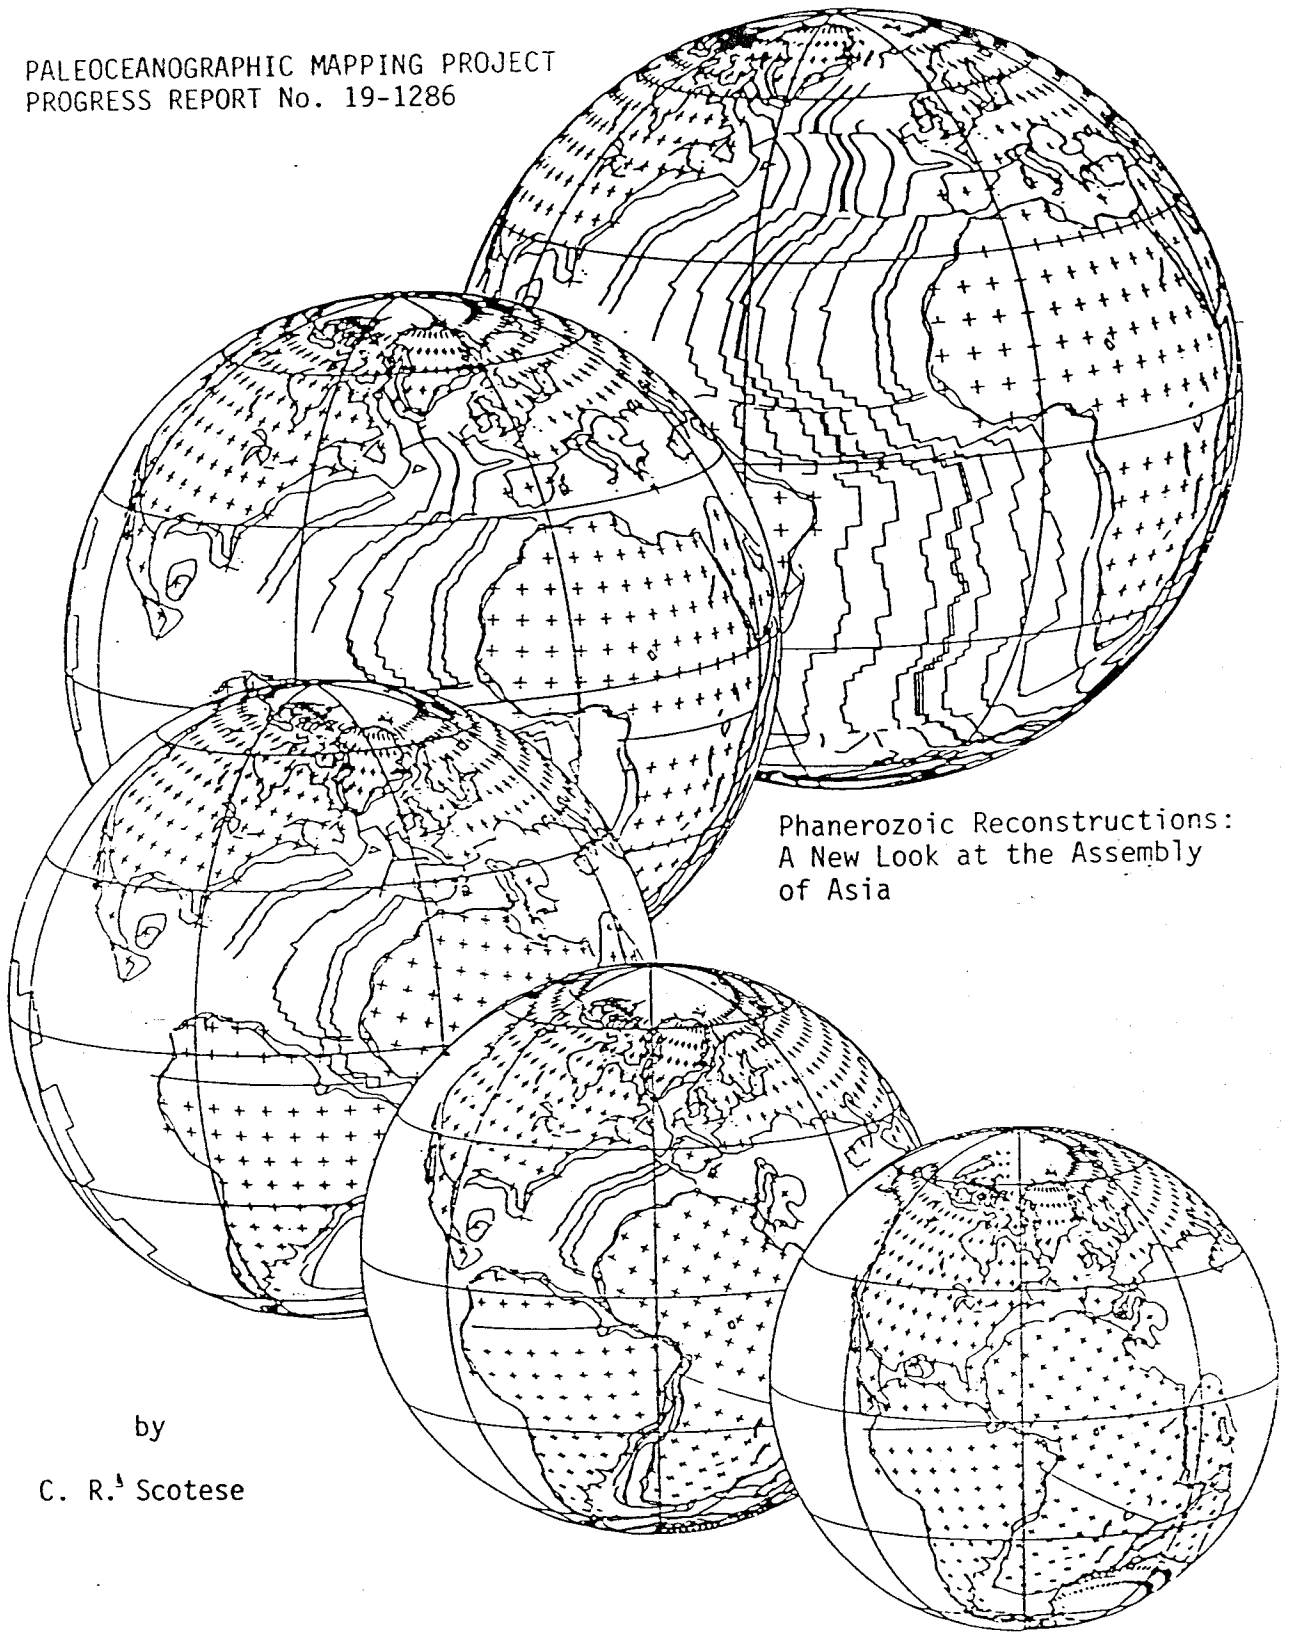 PALEOCEANOGRAPHIC MAPPING PROJECT
PROGRESS REPORT No. 19-1286
Phanerozoic Reconstructions:
A New Look at the Assembly
of Asia
by
C. R. Scotese